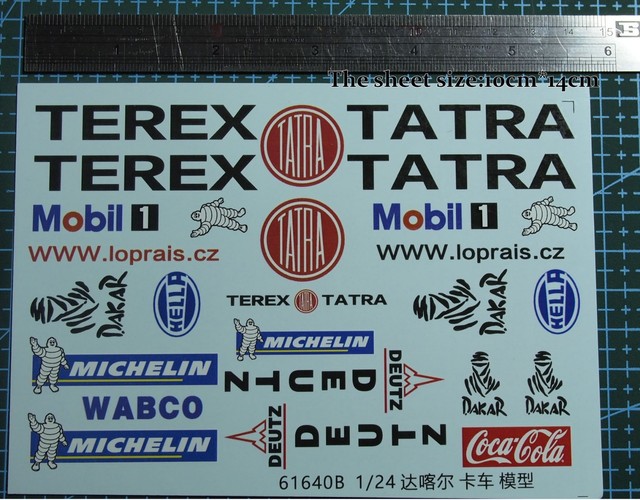 1 2 3 4 5 6
15
The sheet size:10cm*14cm
TEREX TATRA TATRA
TEREX TATRA
Mobil 1 Mobil 1
www.loprais.cz TATRA www.loprais.cz
TEREX TATRA TATRA
DAKAR HELLA DAKAR HELLA
MICHELIN MICHELIN
DEUTZ DEUTZ DAKAR DAKAR
WABCO
MICHELIN DEUTZ DEUTZ Coca-Cola
61640B 1/24 达喀尔 卡车 模型